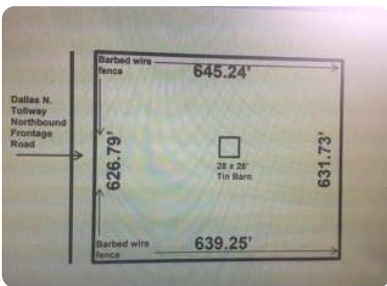 Barbed wire
fence
645.24'
Dallas N.
Tollway
Northbound
Frontage
Road
626.79'
28 x 28'
Tin Barn
631.73'
Barbed wire
fence
639.25'